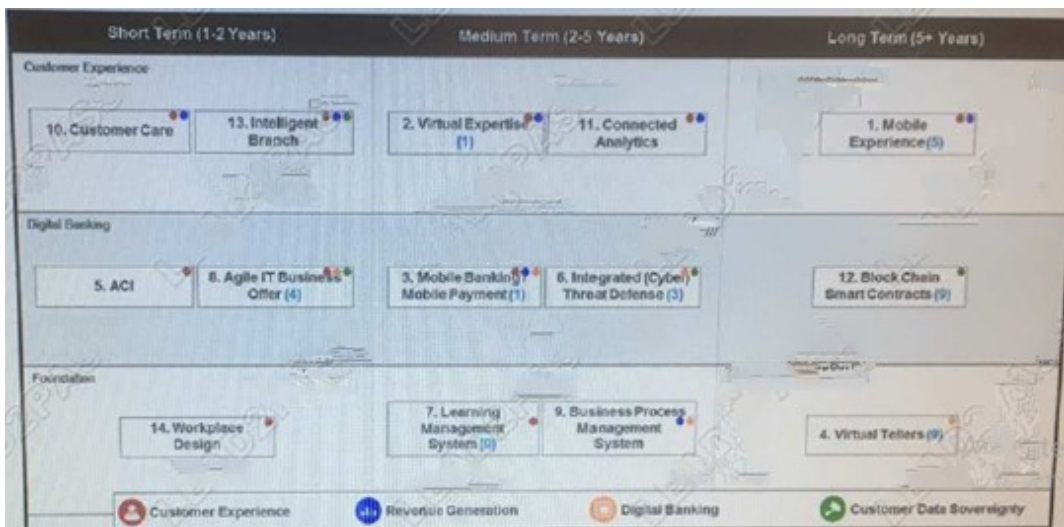 Short Term (1-2 Years)
Medium Term (2-5 Years)
Long Term (5+ Years)
Customer Experience
10. Customer Care
13. Intelligent
Branch
2. Virtual Expertise
(1)
11. Connected
Analytics
1. Mobile
Experience (5)
Digital Banking
5. ACI
8. Agile IT Business
Offer (4)
3. Mobile Banking/
Mobile Payment (1)
6. Integrated (Cyber)
Threat Defense (3)
12. Block Chain
Smart Contracts (9)
Foundation
14. Workplace
Design
7. Learning
Management
System (0)
9. Business Process
Management
System
4. Virtual Tellers (9)
Customer Experience
Revenue Generation
Digital Banking
Customer Data Sovereignty